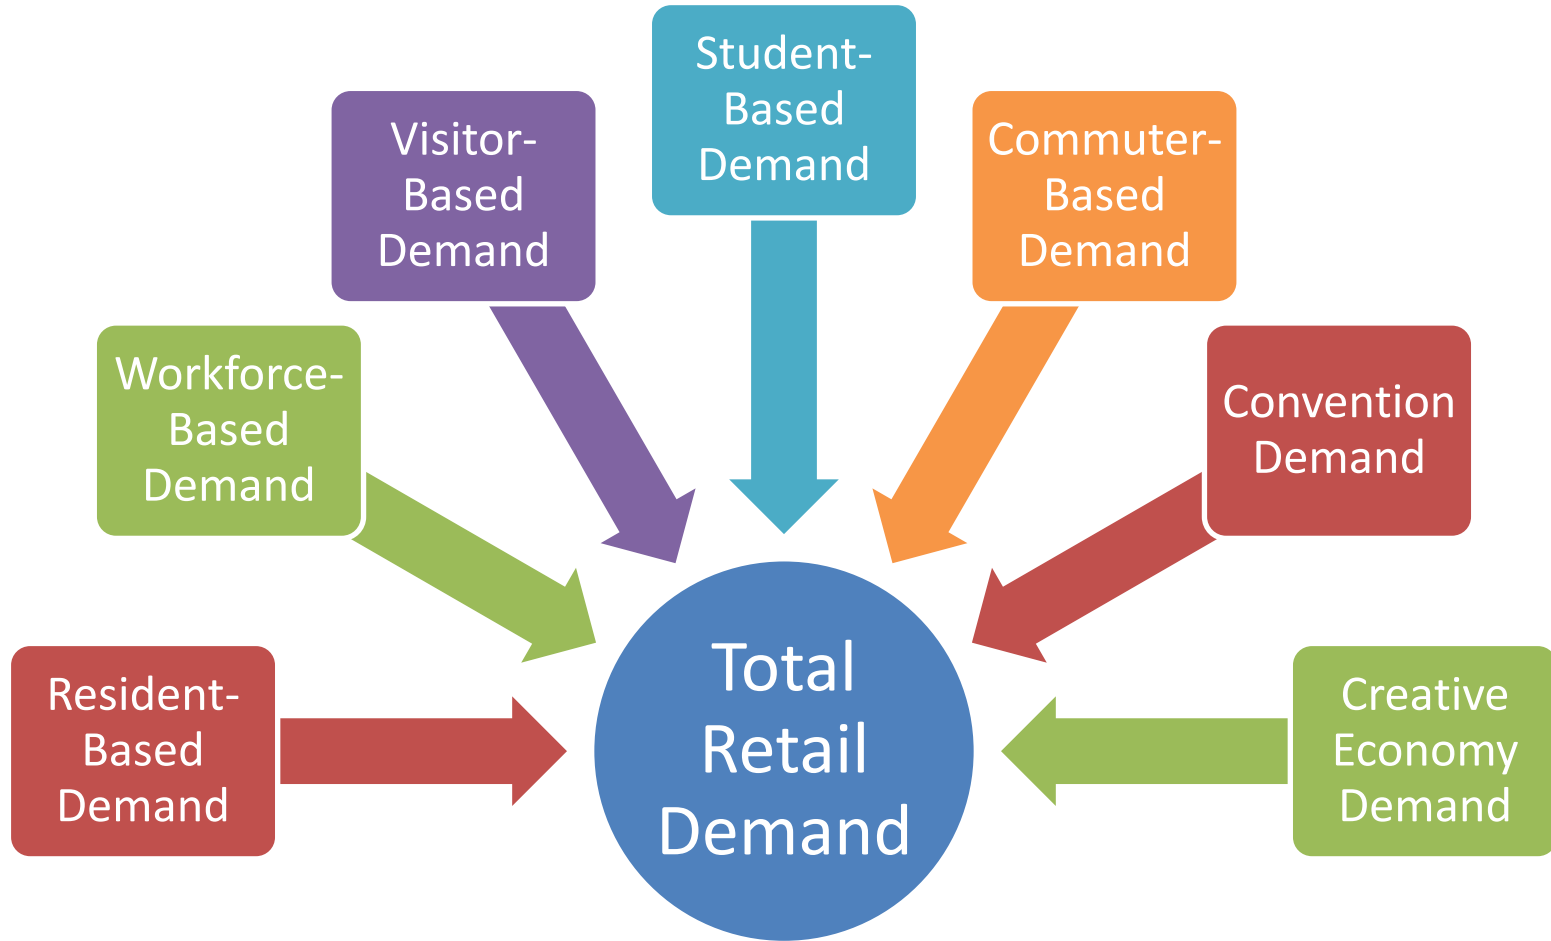 Student-
Based
Demand
Visitor-
Based
Demand
Commuter-
Based
Demand
Workforce-
Based
Demand
Convention
Demand
Resident-
Based
Demand
Total
Retail
Demand
Creative
Economy
Demand